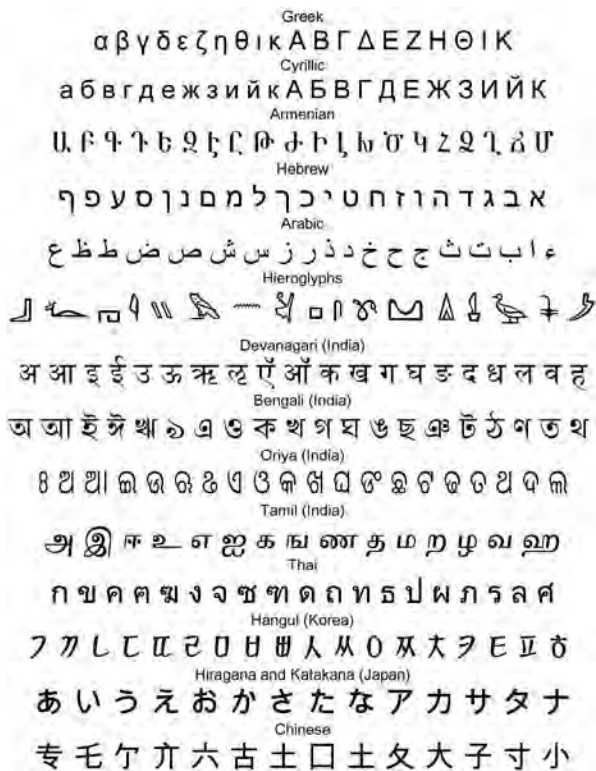 Greek
α β γ δ ε ζ η θ ι κ Α Β Γ Δ Ε Ζ Η Θ Ι Κ
Cyrillic
а б в г д е ж з и й к А Б В Г Д Е Ж З И Й К
Armenian
Ա Բ Գ Դ Ե Զ Է Ը Թ Ժ Ի Լ Խ Ծ Կ Հ Ձ Ղ Ճ Մ
Hebrew
א ב ג ד ה ו ז ח ט י כ ך ל מ ם נ ן ס ע פ ף
Arabic
ء ا ب ت ث ج ح خ د ذ ر ز س ش ص ض ط ظ ع
Hieroglyphs
Devanagari (India)
अ आ इ ई उ ऊ ऋ ऌ ऍ ऑ क ख ग घ ङ द ध ल व ह
Bengali (India)
অ আ ই ঈ ঋ ঌ এ ও ক খ গ ঘ ঙ ছ ঞ ট ঠ ণ ত থ
Oriya (India)
ଃ ଅ ଆ ଇ ଉ ଋ ଌ ଏ ଓ କ ଖ ଘ ଙ ଛ ଟ ଢ ତ ଥ ଦ ଲ
Tamil (India)
அ இ ஈ உ எ ஐ க ங ண த ம ற ழ வ ஹ
Thai
ก ข ค ฅ ฆ ง จ ซ ฑ ด ถ ท ธ ป ผ ภ ร ล ศ
Hangul (Korea)
ㄱ ㄲ ㄴ ㄷ ㄸ ㄹ ㅁ ㅂ ㅃ ㅅ ㅆ ㅇ ㅉ ㅊ ㅋ ㅌ ㅍ ㅎ
Hiragana and Katakana (Japan)
あ い う え お か さ た な ア カ サ タ ナ
Chinese
专 乇 亇 亣 六 古 土 囗 土 夂 大 子 寸 小